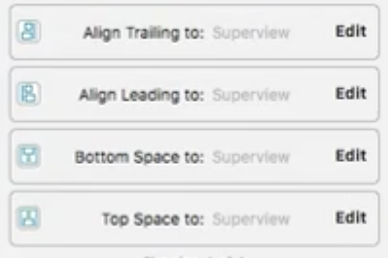 Align Trailing to: Superview Edit
Align Leading to: Superview Edit
Bottom Space to: Superview Edit
Top Space to: Superview Edit